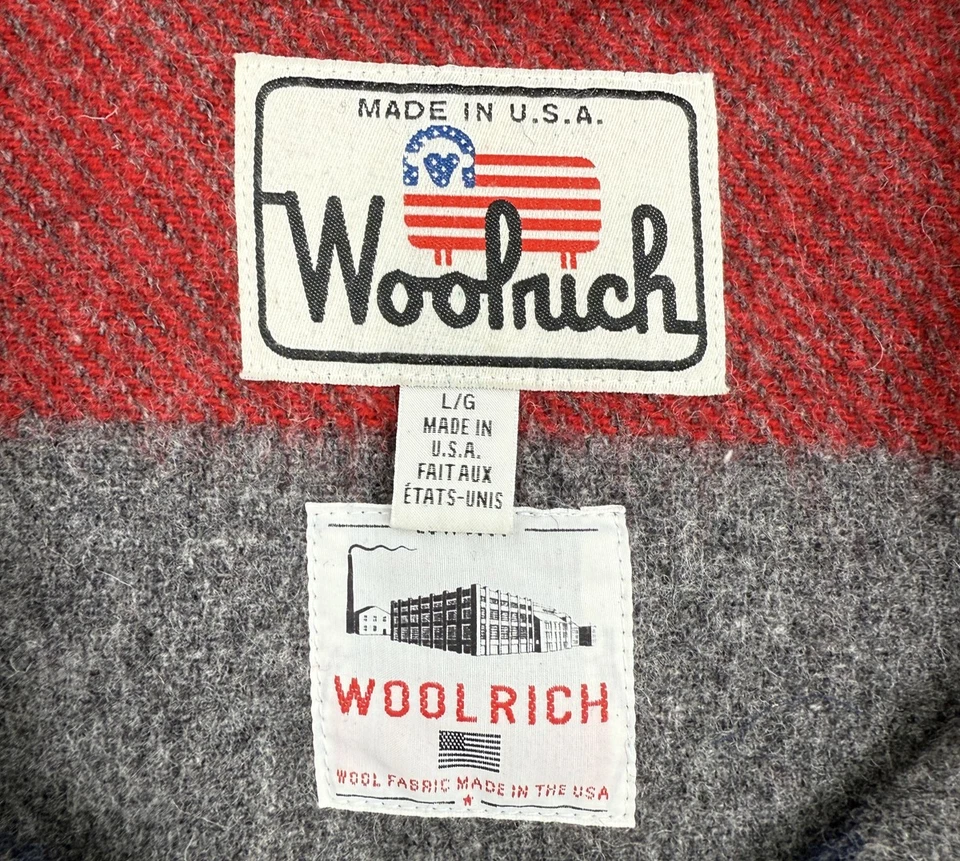 MADE IN U.S.A.
Woolrich
L/G
MADE IN
U.S.A.
FAIT AUX
ÉTATS-UNIS
WOOLRICH
WOOL FABRIC MADE IN THE USA